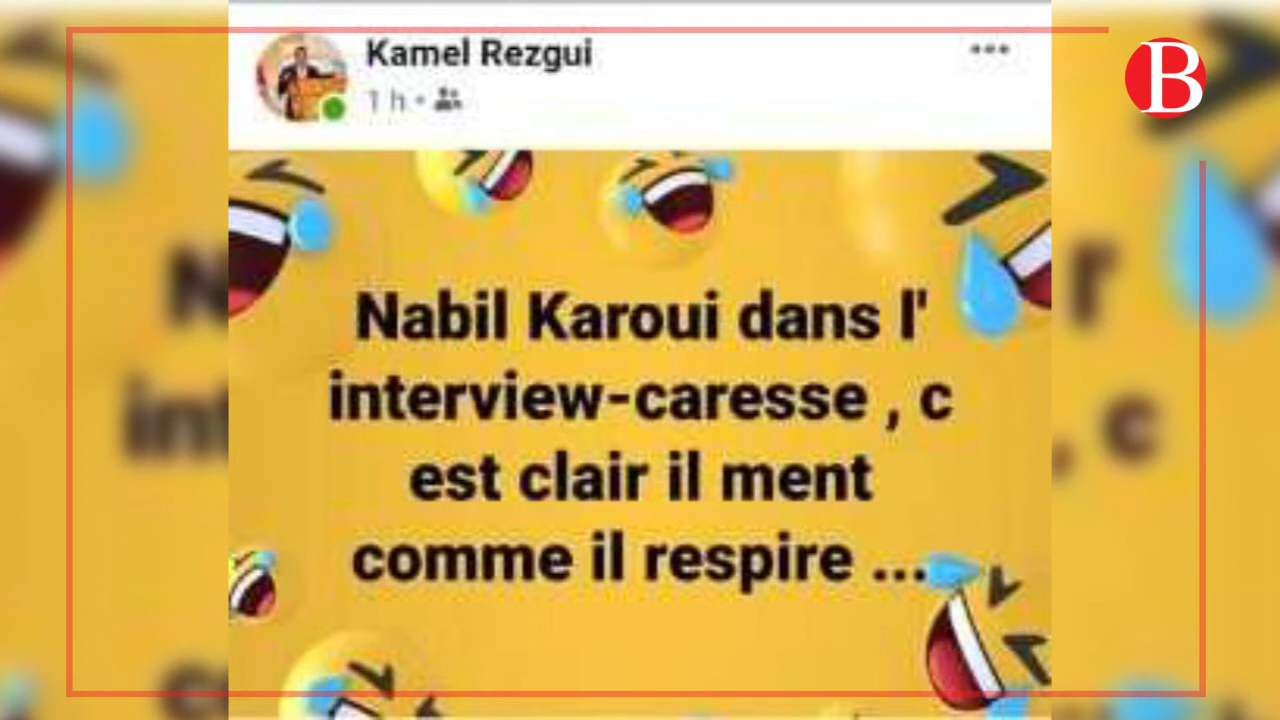 Kamel Rezgui
1 h •
B
Nabil Karoui dans l'
interview-caresse , c
est clair il ment
comme il respire ...